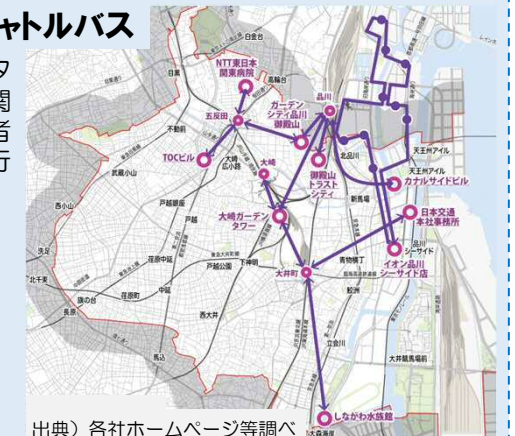 ャトルバス
タ
関
者
行
白金台
目黒
NTT東日本
関東病院
高輪台
五反田
ガーデン
シティ品川
御殿山
品川
不動前
TOCビル
大崎
広小路
大崎
北品川
天王洲アイル
天王洲アイル
武蔵小山
御殿山
トラスト
シティ
カナルサイドビル
新馬場
戸越銀座
西小山
戸越
大崎ガーデン
タワー
日本交通
本社事務所
洗足
荏原中延
戸越公園
下神明
青物横丁
品川
シーサイド
イオン品川
シーサイド店
北千束
旗の台
荏原町
中延
大井町
鮫洲
長原
西大井
立会川
馬込
大井競馬場前
しながわ水族館
大森海岸
出典）各社ホームページ等調べ